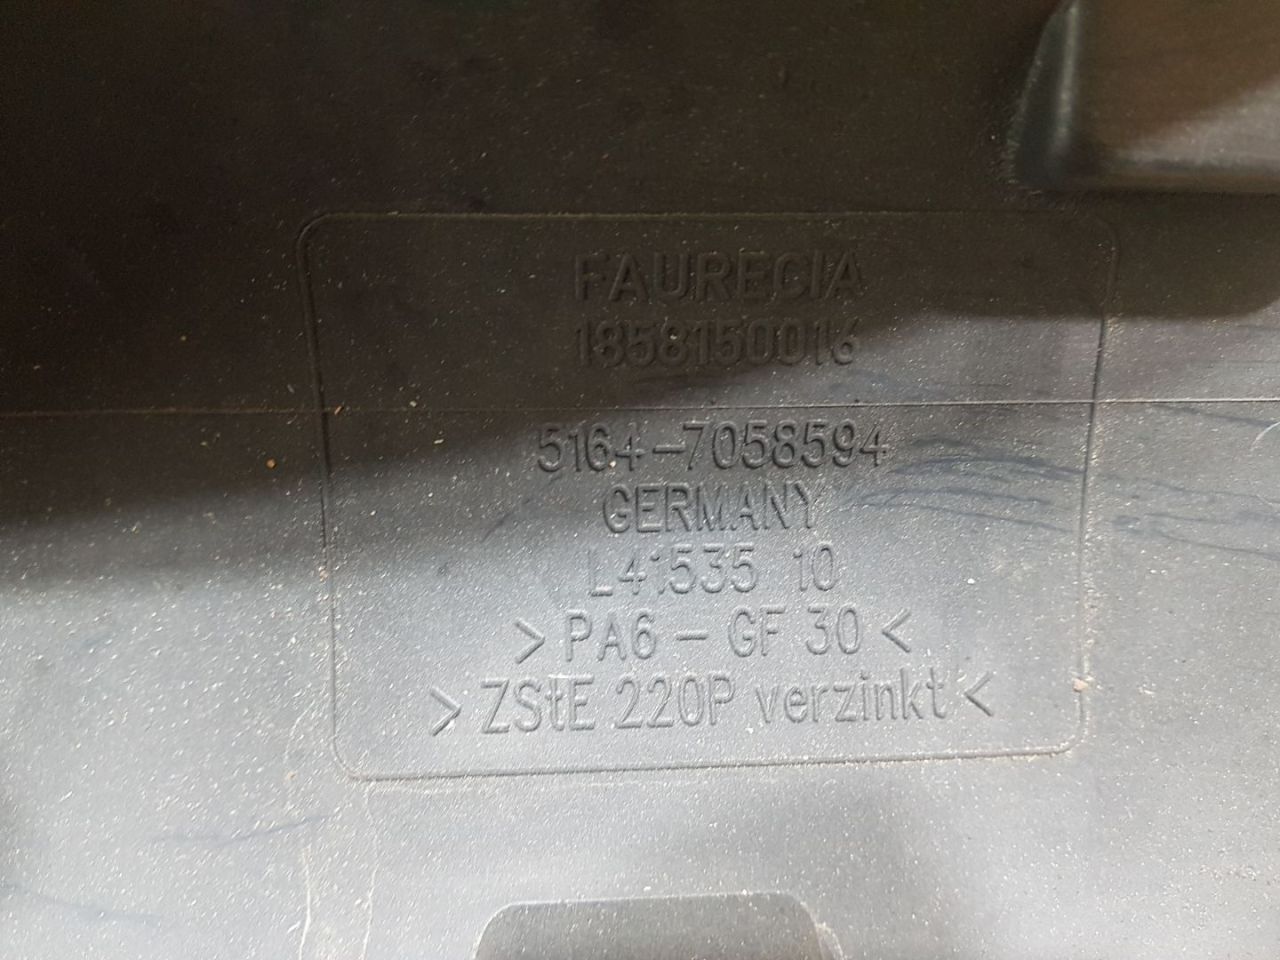 FAURECIA
1858150016
5164-7058594
GERMANY
L41535 10
> PA6 - GF 30 <
> ZStE 220P verzinkt <